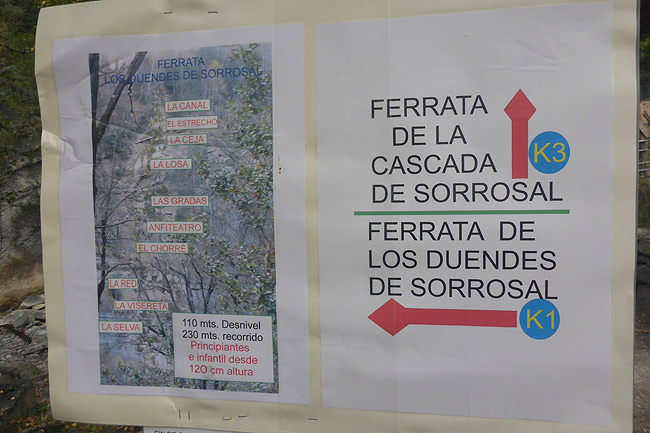 FERRATA
LOS DUENDES DE SORROSAL
LA CANAL
EL ESTRECHO
LA CEJA
LA LOSA
LAS GRADAS
ANFITEATRO
EL CHORRÉ
LA RED
LA VISERETA
LA SELVA
110 mts. Desnivel
230 mts. recorrido
Principiantes
e infantil desde
120 cm altura
FERRATA
DE LA
CASCADA
DE SORROSAL
K3
FERRATA DE
LOS DUENDES
DE SORROSAL
K1